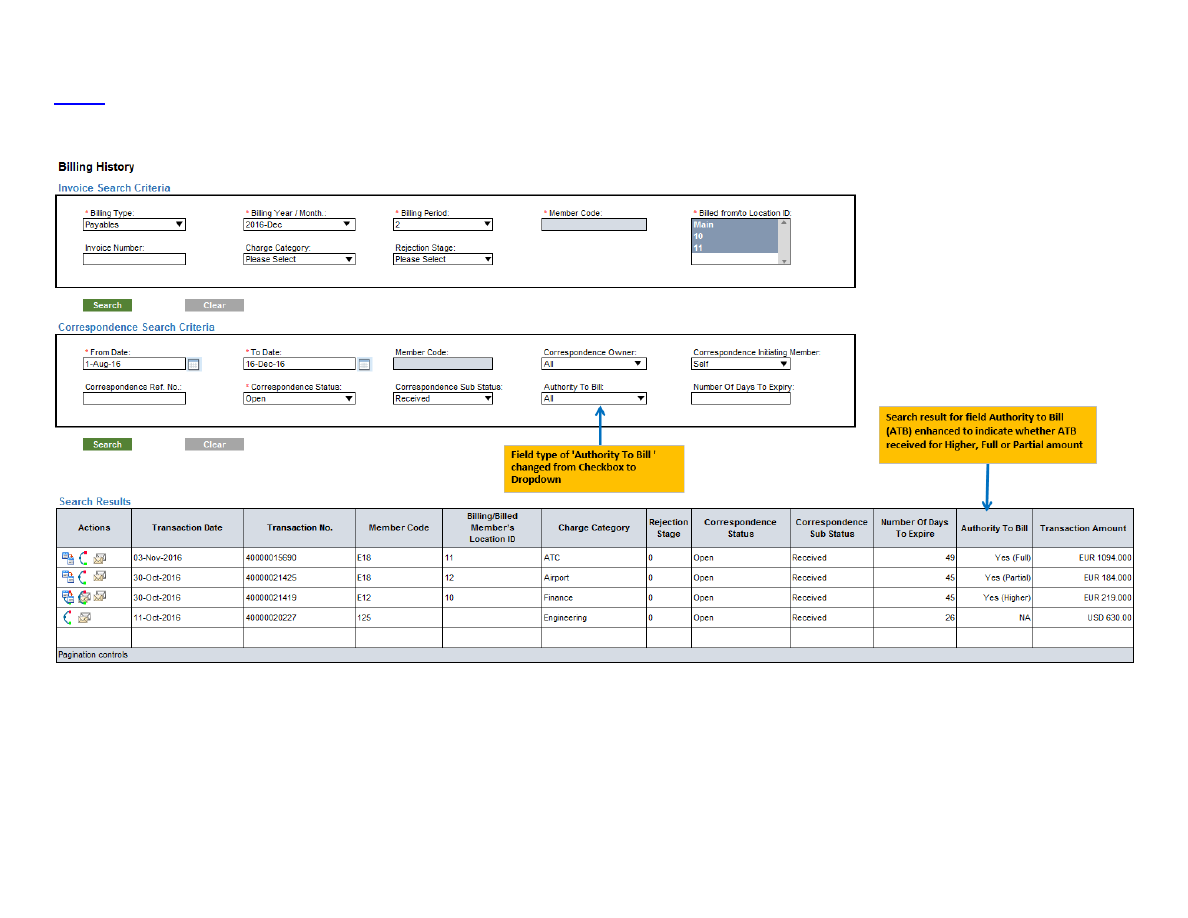 Billing History
Invoice Search Criteria
* Billing Type: * Billing Year / Month.: * Billing Period: * Member Code: * Billed from/to Location ID:
Payables 2016-Dec 2 Main
10
11
Invoice Number: Charge Category: Rejection Stage:
Please Select Please Select
Search Clear
Correspondence Search Criteria
* From Date: * To Date: Member Code: Correspondence Owner: Correspondence Initiating Member:
1-Aug-16 16-Dec-16 All Self
Correspondence Ref. No.: * Correspondence Status: Correspondence Sub Status: Authority To Bill: Number Of Days To Expiry:
Open Received All
Search Clear
Field type of 'Authority To Bill '
changed from Checkbox to
Dropdown
Search result for field Authority to Bill
(ATB) enhanced to indicate whether ATB
received for Higher, Full or Partial amount
Search Results
Actions Transaction Date Transaction No. Member Code Billing/Billed Member's Location ID Charge Category Rejection Stage Correspondence Status Correspondence Sub Status Number Of Days To Expire Authority To Bill Transaction Amount
03-Nov-2016 40000015690 E18 11 ATC 0 Open Received 49 Yes (Full) EUR 1094.000
30-Oct-2016 40000021425 E18 12 Airport 0 Open Received 45 Yes (Partial) EUR 184.000
30-Oct-2016 40000021419 E12 10 Finance 0 Open Received 45 Yes (Higher) EUR 219.000
11-Oct-2016 40000020227 125 Engineering 0 Open Received 26 NA USD 630.00
Pagination controls